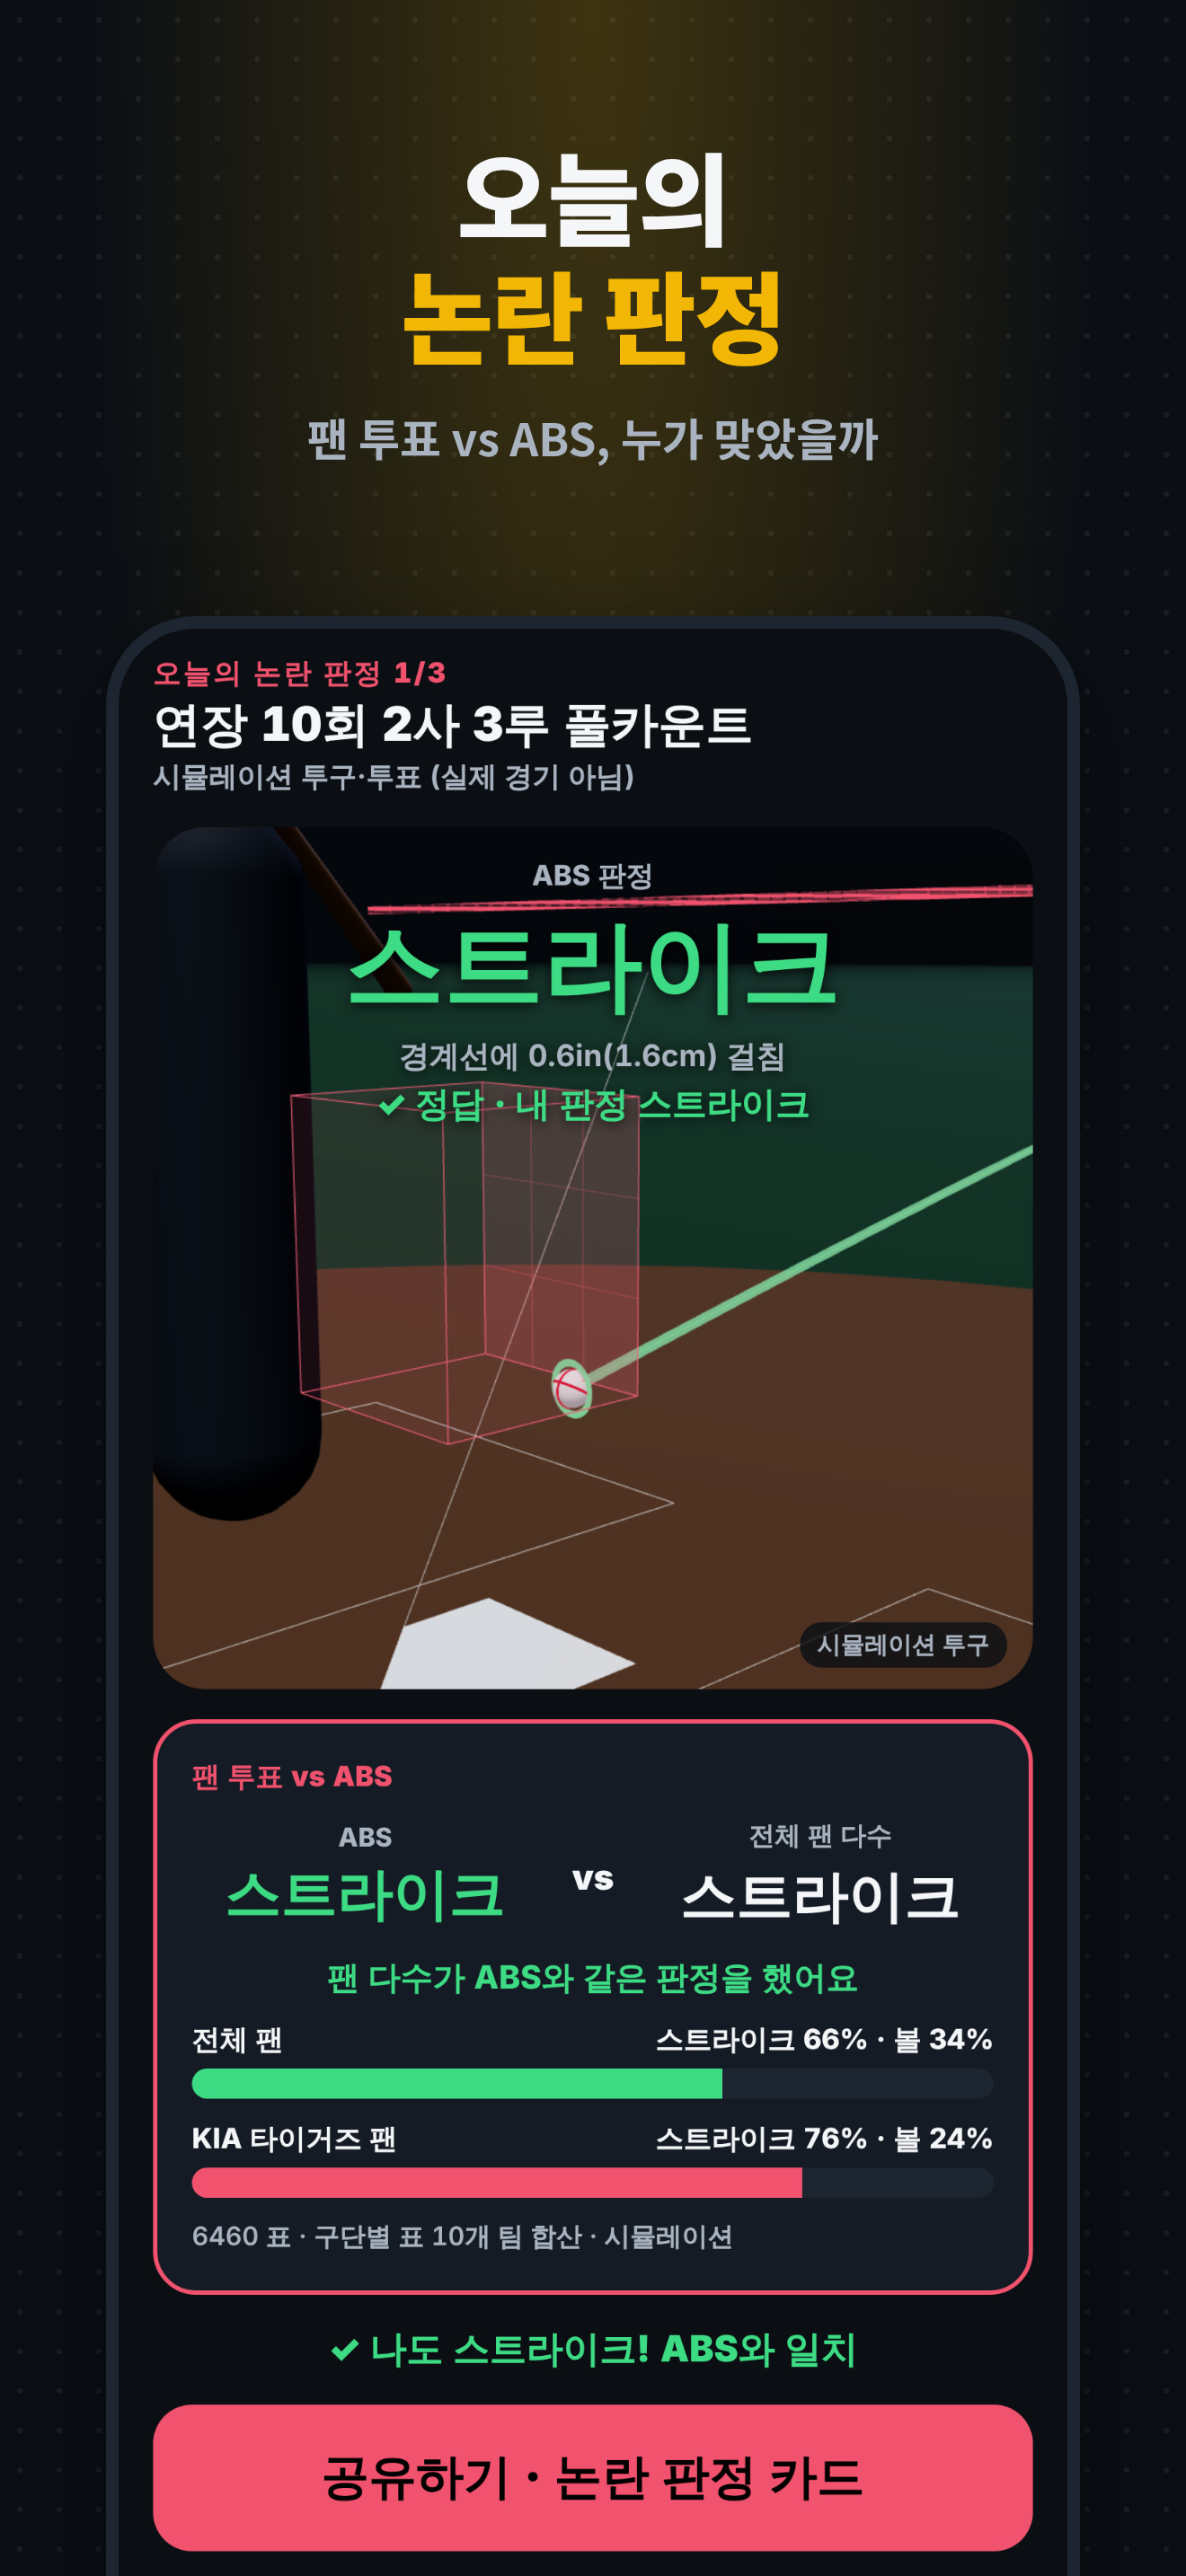 오늘의
논란 판정
팬 투표 vs ABS, 누가 맞았을까
오늘의 논란 판정 1/3
연장 10회 2사 3루 풀카운트
시뮬레이션 투구·투표 (실제 경기 아님)
ABS 판정
스트라이크
경계선에 0.6in(1.6cm) 걸침
✓ 정답 · 내 판정 스트라이크
시뮬레이션 투구
팬 투표 vs ABS
ABS
스트라이크
vs
전체 팬 다수
스트라이크
팬 다수가 ABS와 같은 판정을 했어요
전체 팬 스트라이크 66% · 볼 34%
KIA 타이거즈 팬 스트라이크 76% · 볼 24%
6460 표 · 구단별 표 10개 팀 합산 · 시뮬레이션
✓ 나도 스트라이크! ABS와 일치
공유하기 · 논란 판정 카드